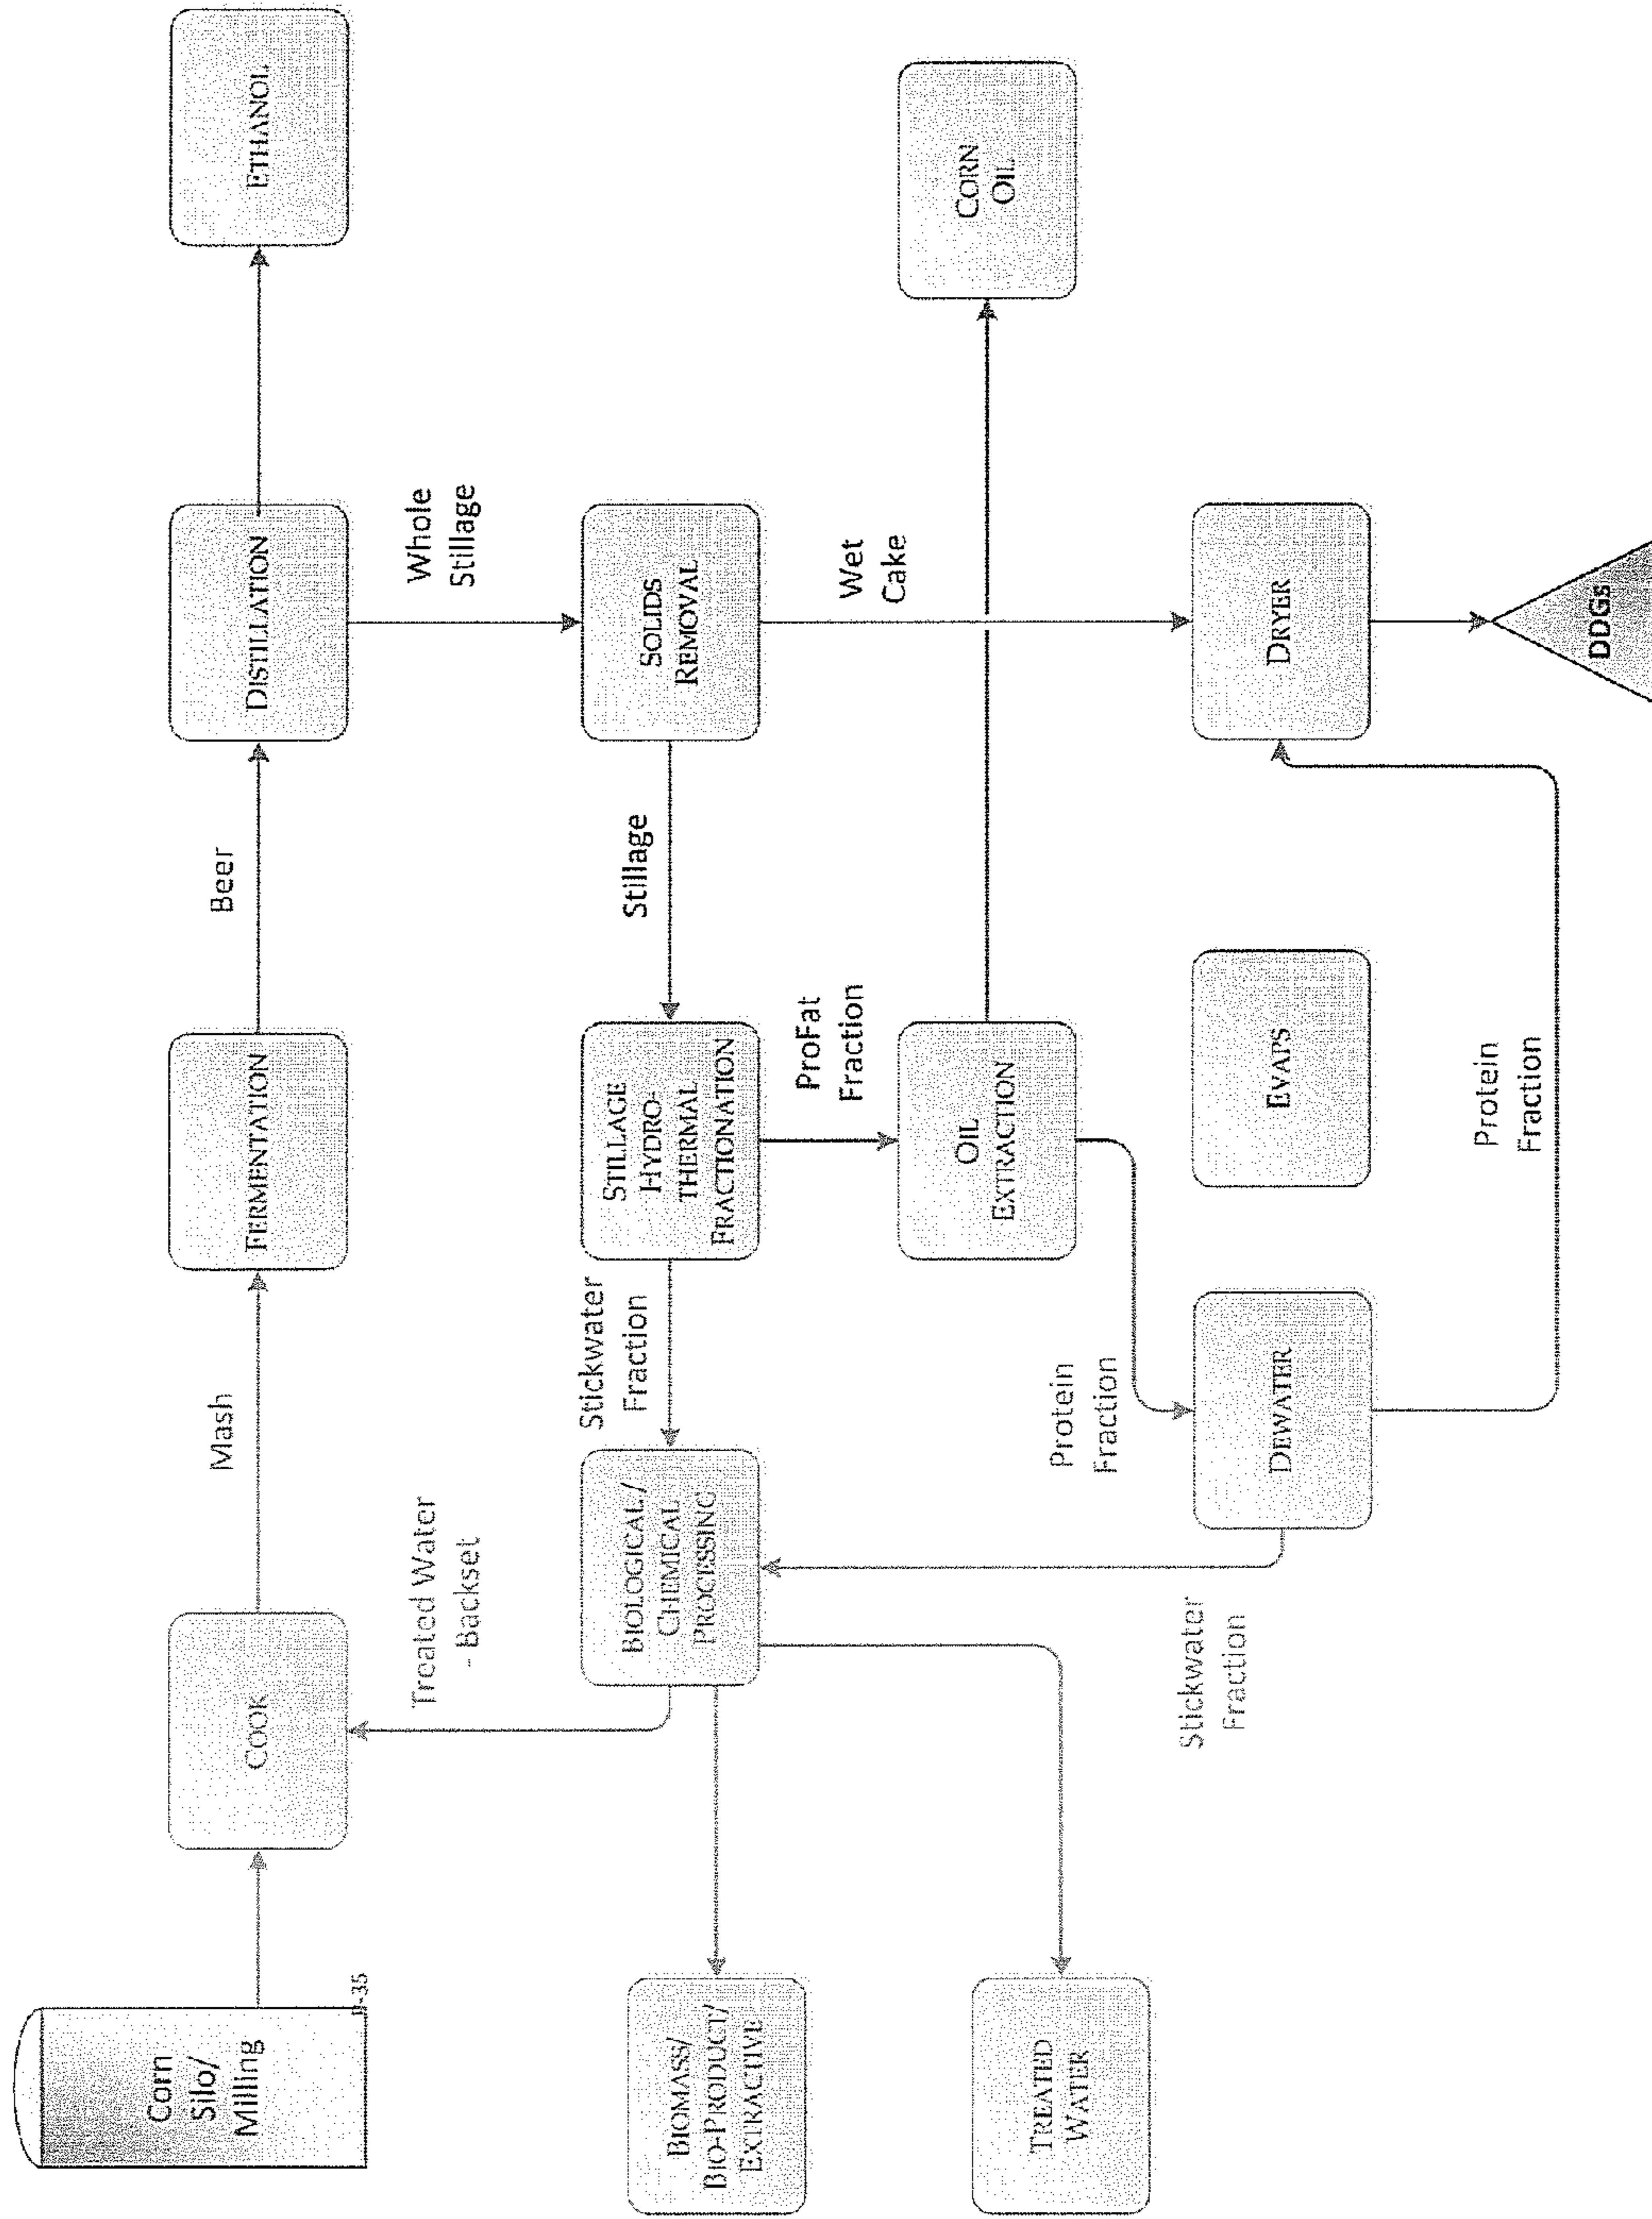 Corn
Silo/
Milling
COOK
Mash
FERMENTATION
Beer
DISTILLATION
ETHANOL
Treated Water
- Backset
Whole
Stillage
BIOMASS/
BIO-PRODUCT/
EXTRACTIVE
BIOLOGICAL/
CHEMICAL
PROCESSING
Stickwater
Fraction
STILLAGE
HYDRO-
THERMAL
FRACTIONATION
Stillage
SOLIDS
REMOVAL
ProFat
Fraction
Wet
Cake
TREATED
WATER
OIL
EXTRACTION
CORN
OIL
Protein
Fraction
Stickwater
Fraction
DEWATER
EVAPS
DRYER
Protein
Fraction
DDGs